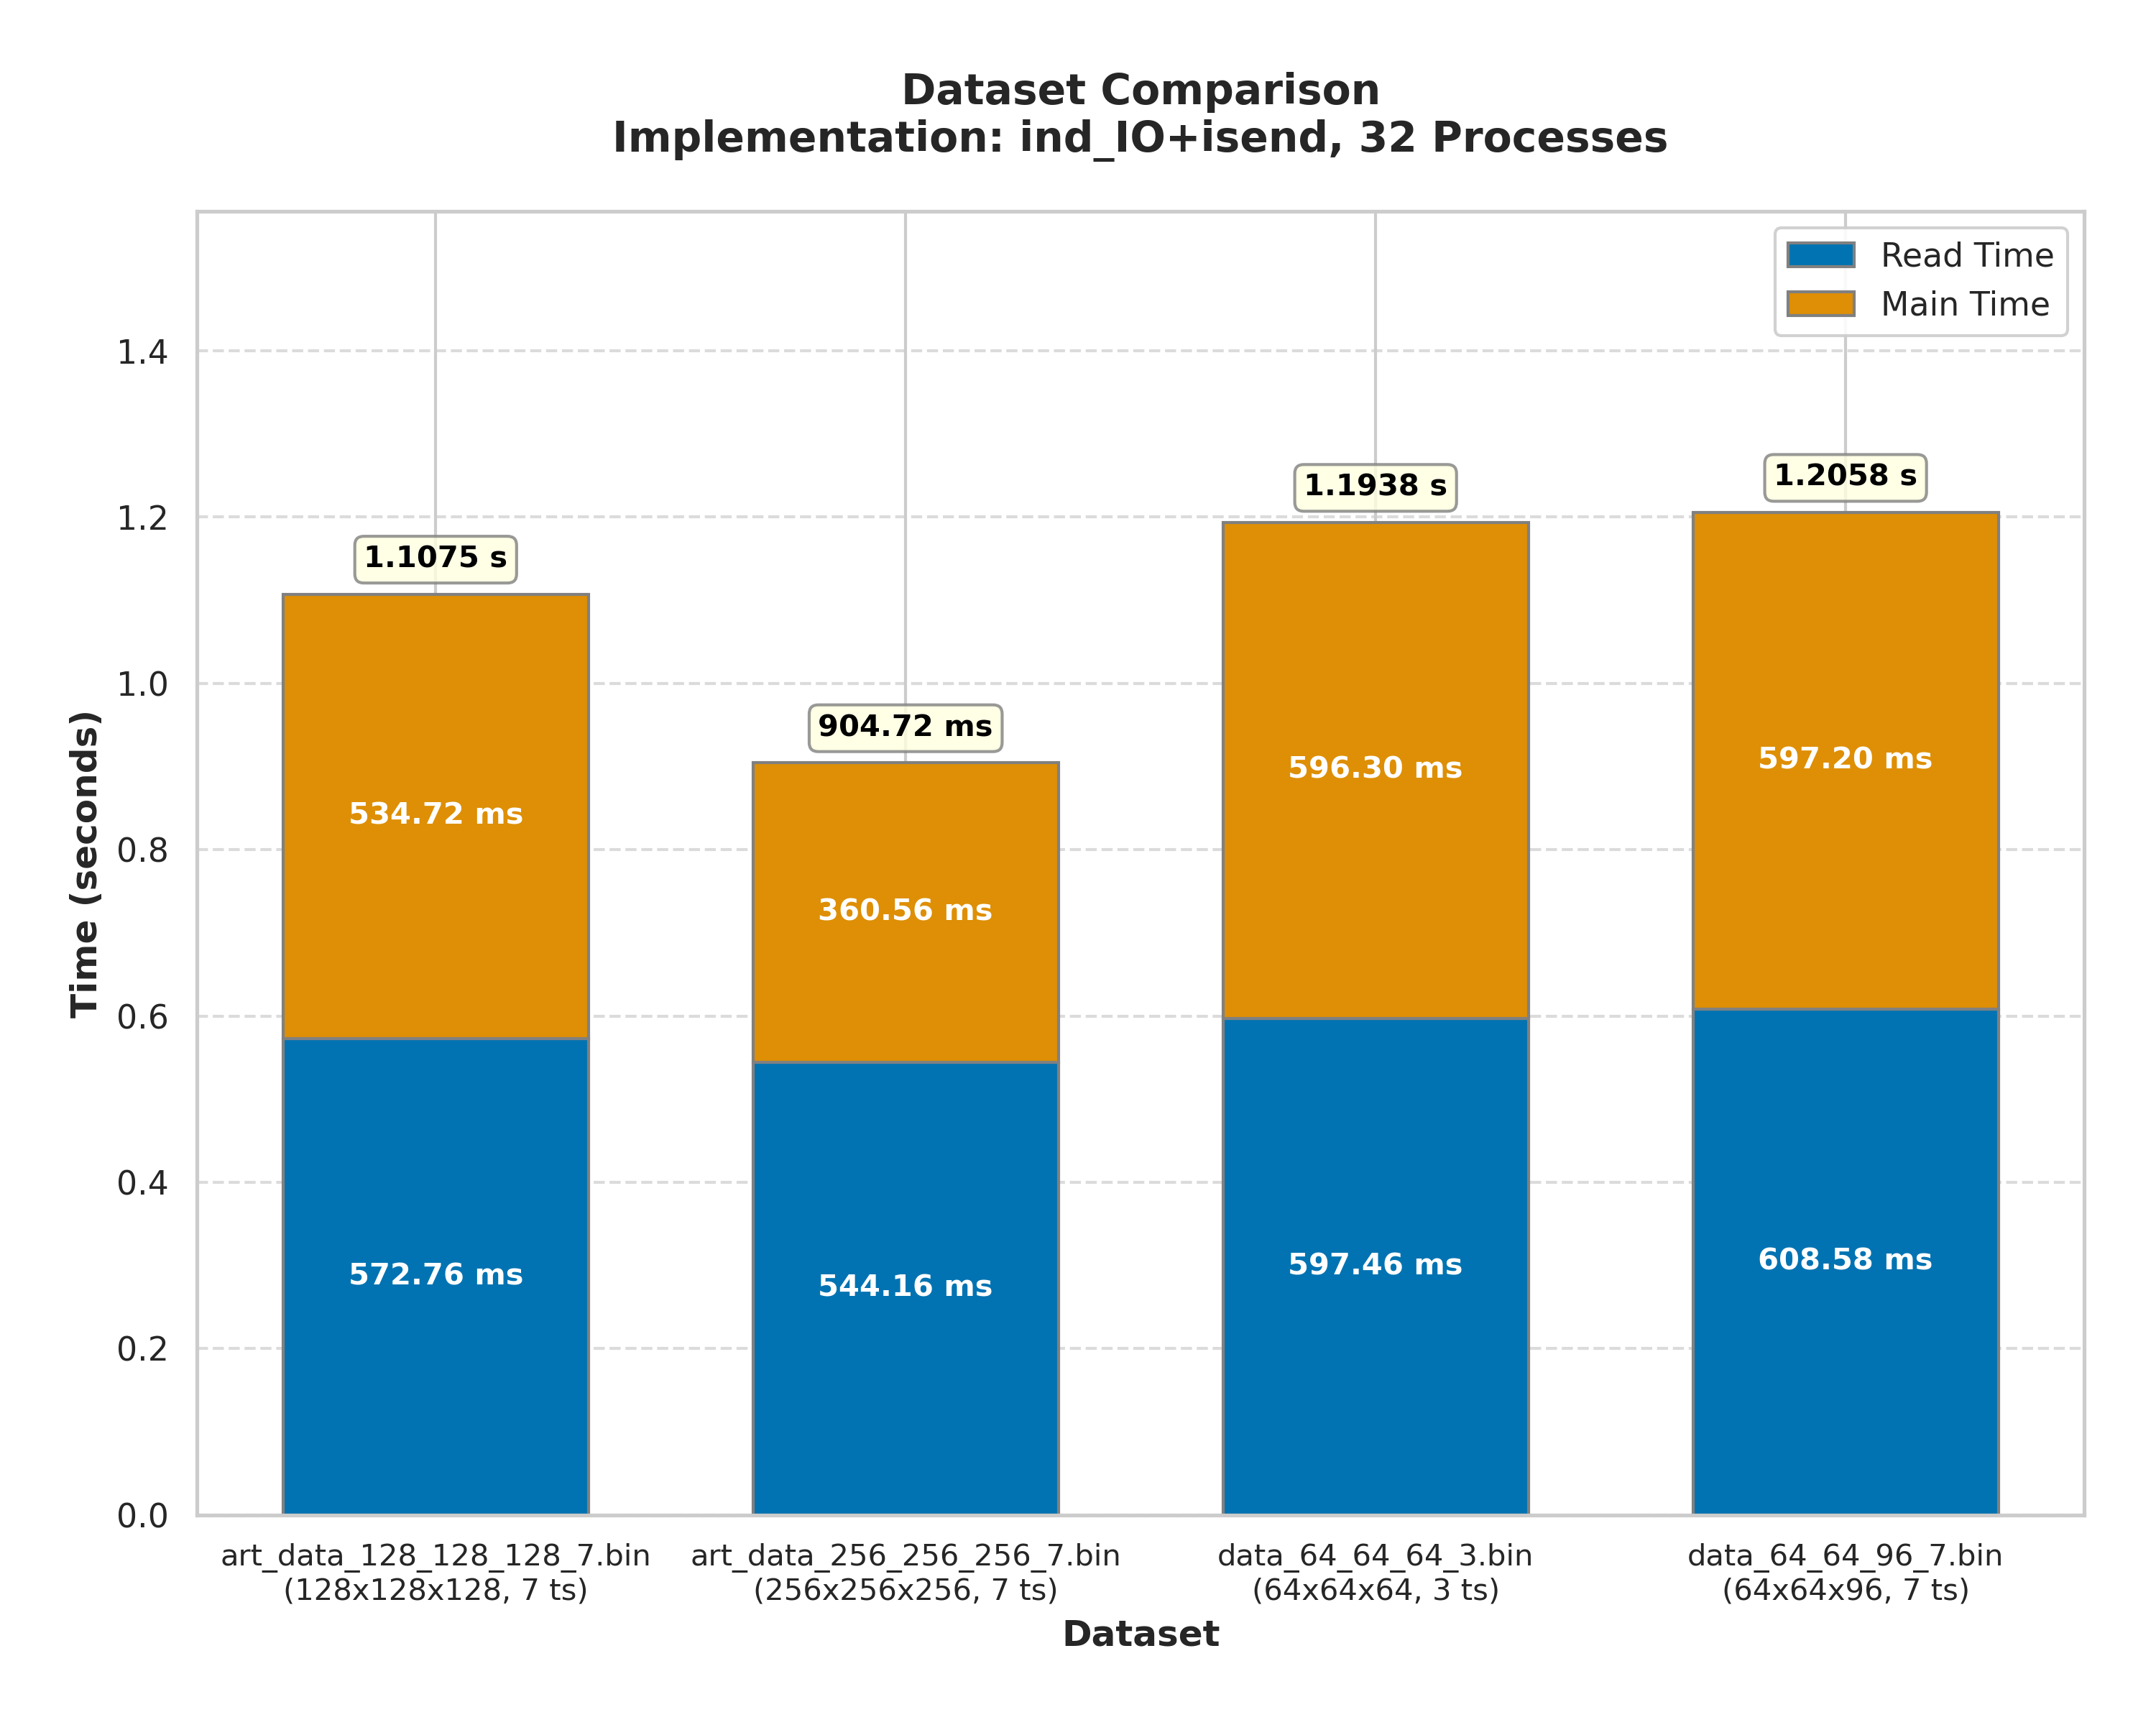 Dataset Comparison
Implementation: ind_IO+isend, 32 Processes
Read Time
Main Time
Time (seconds)
1.4
1.2
1.0
0.8
0.6
0.4
0.2
0.0
1.1075 s
534.72 ms
572.76 ms
904.72 ms
360.56 ms
544.16 ms
1.1938 s
596.30 ms
597.46 ms
1.2058 s
597.20 ms
608.58 ms
art_data_128_128_128_7.bin
(128x128x128, 7 ts)
art_data_256_256_256_7.bin
(256x256x256, 7 ts)
data_64_64_64_3.bin
(64x64x64, 3 ts)
data_64_64_96_7.bin
(64x64x96, 7 ts)
Dataset